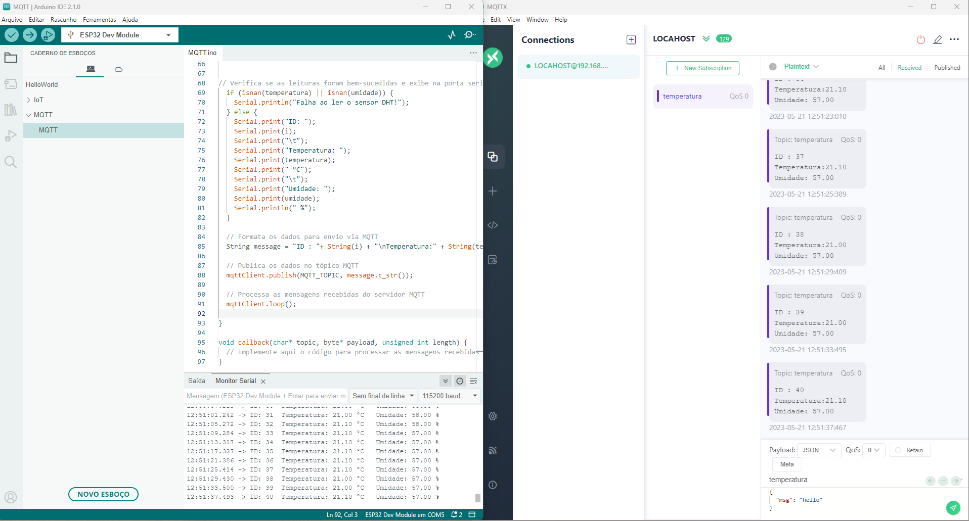 MQTT | Arduino IDE 2.1.0
Arquivo Editar Rascunho Ferramentas Ajuda
ESP32 Dev Module
CADERNO DE ESBOÇOS
HelloWorld
IoT
MQTT
MQTT
NOVO ESBOÇO
MQTT.ino
66
67
68 // Verifica se as leituras foram bem-sucedidas e exibe na porta seri
69 if (isnan(temperatura) || isnan(umidade)) {
70 Serial.println("Falha ao ler o sensor DHT!");
71 } else {
72 Serial.print("ID: ");
73 Serial.print(i);
74 Serial.print("\t");
75 Serial.print("Temperatura: ");
76 Serial.print(temperatura);
77 Serial.print(" °C");
78 Serial.print("\t");
79 Serial.print("Umidade: ");
80 Serial.print(umidade);
81 Serial.println(" %");
82 }
83
84 // Formata os dados para envio via MQTT
85 String message = "ID : "+ String(i) + "\nTemperatura:" + String(te
86
87 // Publica os dados no tópico MQTT
88 mqttClient.publish(MQTT_TOPIC, message.c_str());
89
90 // Processa as mensagens recebidas do servidor MQTT
91 mqttClient.loop();
92
93 }
94
95 void callback(char* topic, byte* payload, unsigned int length) {
96 // Implemente aqui o código para processar as mensagens recebidas
97 }
Saída Monitor Serial
Mensagem (ESP32 Dev Module + Enter para enviar m
Sem final de linha 115200 baud
12:51:01.242 -> ID: 31 Temperatura: 21.00 °C Umidade: 58.00 %
12:51:05.272 -> ID: 32 Temperatura: 21.10 °C Umidade: 58.00 %
12:51:09.284 -> ID: 33 Temperatura: 21.10 °C Umidade: 57.00 %
12:51:13.317 -> ID: 34 Temperatura: 21.10 °C Umidade: 57.00 %
12:51:17.327 -> ID: 35 Temperatura: 21.10 °C Umidade: 57.00 %
12:51:21.386 -> ID: 36 Temperatura: 21.10 °C Umidade: 57.00 %
12:51:25.414 -> ID: 37 Temperatura: 21.10 °C Umidade: 57.00 %
12:51:29.430 -> ID: 38 Temperatura: 21.00 °C Umidade: 57.00 %
12:51:33.500 -> ID: 39 Temperatura: 21.00 °C Umidade: 57.00 %
12:51:37.493 -> ID: 40 Temperatura: 21.10 °C Umidade: 57.00 %
Ln 92, Col 3 ESP32 Dev Module em COM5 2
MQTTX
Edit View Window Help
Connections
LOCAHOST@192.168....
LOCAHOST 179
New Subscription
temperatura QoS 0
Plaintext
All Received Published
Temperatura:21.10
Umidade: 57.00
2023-05-21 12:51:23:010
Topic: temperatura QoS: 0
ID : 37
Temperatura:21.10
Umidade: 57.00
2023-05-21 12:51:25:389
Topic: temperatura QoS: 0
ID : 38
Temperatura:21.00
Umidade: 57.00
2023-05-21 12:51:29:409
Topic: temperatura QoS: 0
ID : 39
Temperatura:21.00
Umidade: 57.00
2023-05-21 12:51:33:495
Topic: temperatura QoS: 0
ID : 40
Temperatura:21.10
Umidade: 57.00
2023-05-21 12:51:37:467
Payload: JSON QoS: 0 Retain
Meta
temperatura
{
"msg": "hello"
}